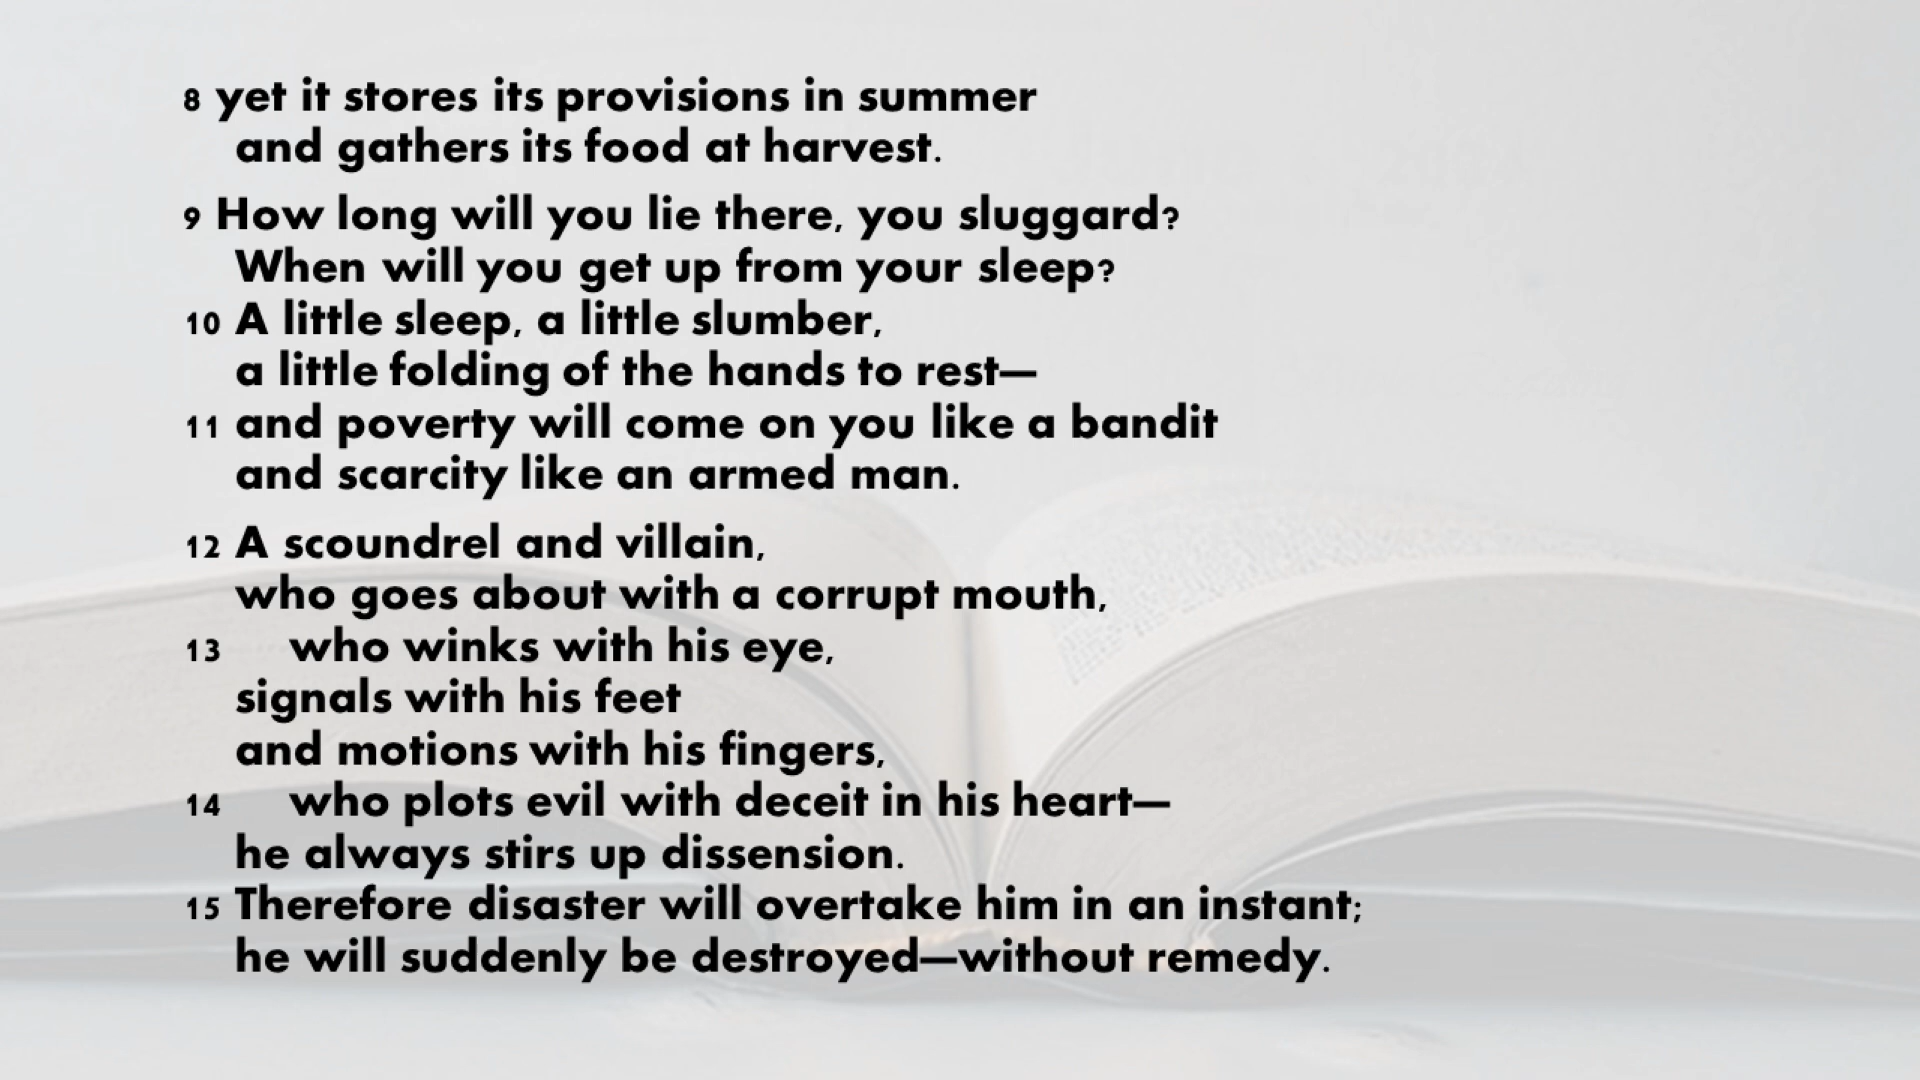 8 yet it stores its provisions in summer
and gathers its food at harvest.
9 How long will you lie there, you sluggard?
When will you get up from your sleep?
10 A little sleep, a little slumber,
a little folding of the hands to rest—
11 and poverty will come on you like a bandit
and scarcity like an armed man.
12 A scoundrel and villain,
who goes about with a corrupt mouth,
13 who winks with his eye,
signals with his feet
and motions with his fingers,
14 who plots evil with deceit in his heart—
he always stirs up dissension.
15 Therefore disaster will overtake him in an instant;
he will suddenly be destroyed—without remedy.